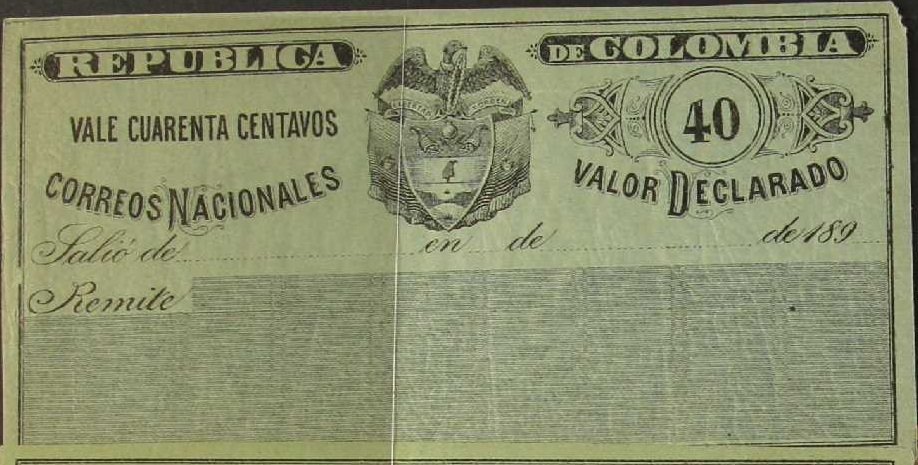 REPUBLICA DE COLOMBIA
VALE CUARENTA CENTAVOS
40
CORREOS NACIONALES
VALOR DECLARADO
Salió de en de de 189
Remite